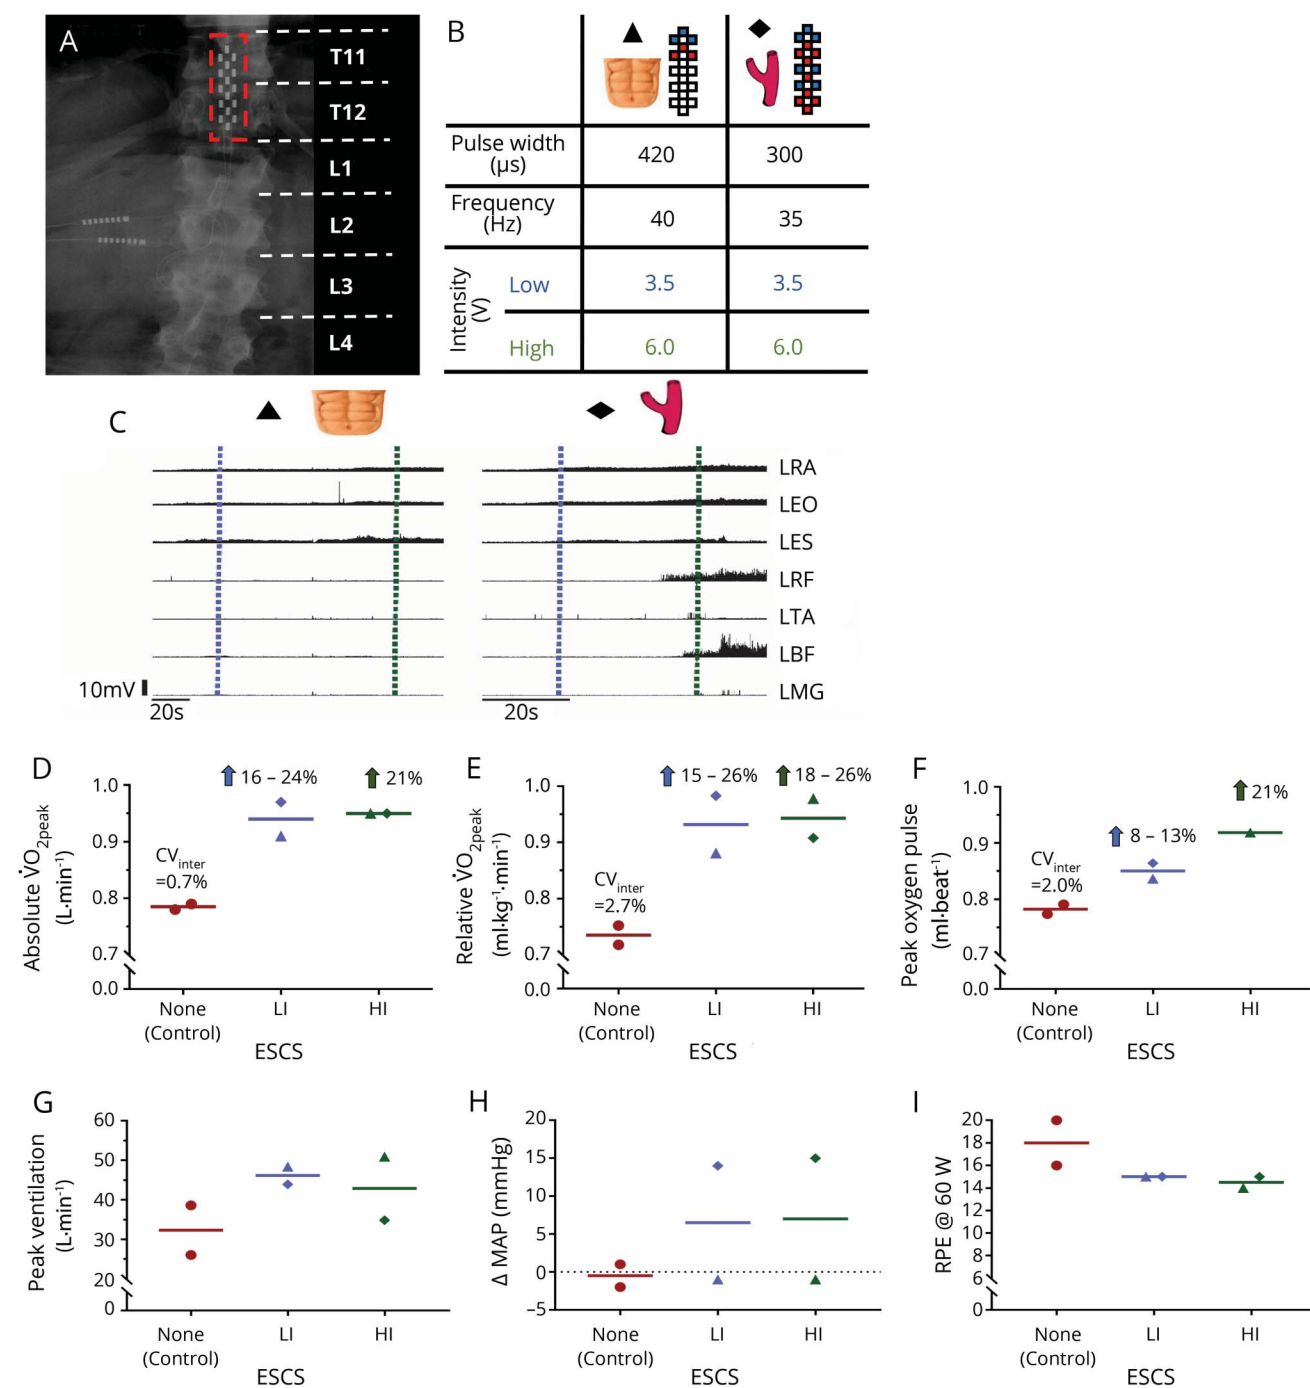 A
T11
T12
L1
L2
L3
L4
B
Pulse width
(µs)
420
300
Frequency
(Hz)
40
35
Intensity
(V)
Low
3.5
3.5
High
6.0
6.0
C
LRA
LEO
LES
LRF
LTA
LBF
LMG
10mV
20s
20s
D
16 – 24%
21%
Absolute V̇O2peak
(L·min-1)
1.0
0.9
0.8
0.7
0.0
CVinter
=0.7%
None
(Control)
LI
HI
ESCS
E
15 – 26%
18 – 26%
Relative V̇O2peak
(ml·kg-1·min-1)
1.0
0.9
0.8
0.7
0.0
CVinter
=2.7%
None
(Control)
LI
HI
ESCS
F
21%
8 – 13%
Peak oxygen pulse
(ml·beat-1)
1.0
0.9
0.8
0.7
0.0
CVinter
=2.0%
None
(Control)
LI
HI
ESCS
G
Peak ventilation
(L·min-1)
60
50
40
30
20
0
None
(Control)
LI
HI
ESCS
H
Δ MAP (mmHg)
20
15
10
5
0
–5
None
(Control)
LI
HI
ESCS
I
RPE @ 60 W
20
18
16
14
12
10
8
6
0
None
(Control)
LI
HI
ESCS